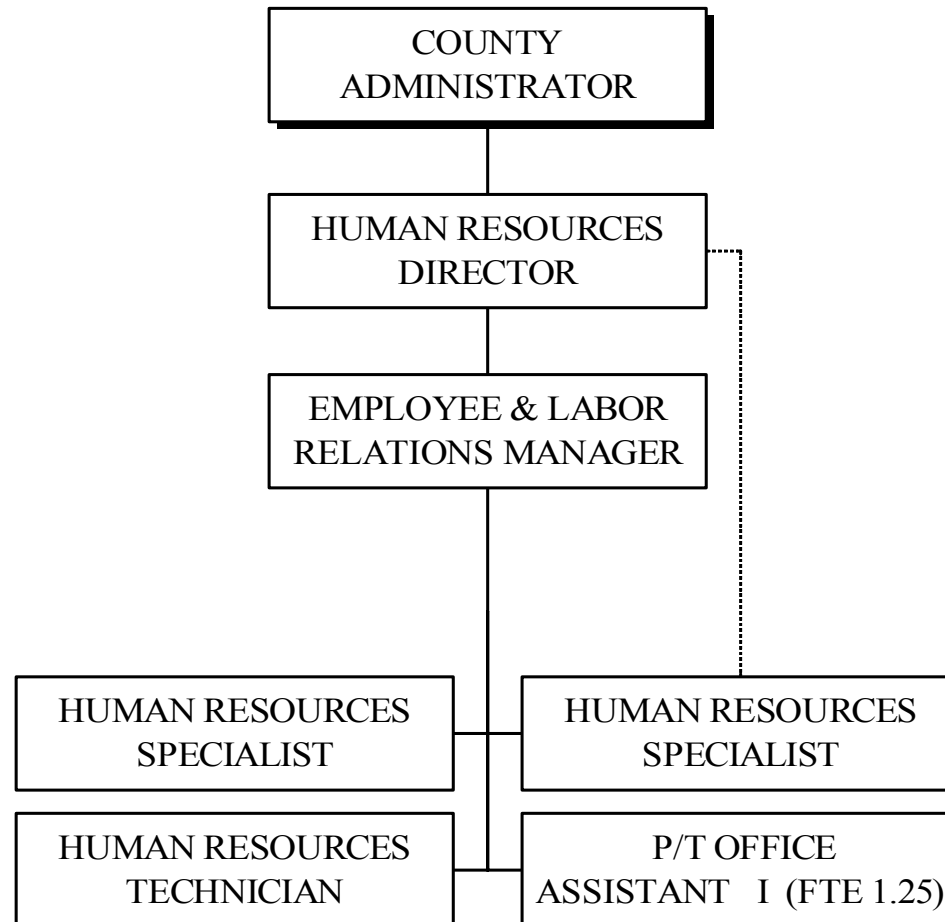 COUNTY
ADMINISTRATOR
HUMAN RESOURCES
DIRECTOR
EMPLOYEE & LABOR
RELATIONS MANAGER
HUMAN RESOURCES
SPECIALIST
HUMAN RESOURCES
SPECIALIST
HUMAN RESOURCES
TECHNICIAN
P/T OFFICE
ASSISTANT I (FTE 1.25)